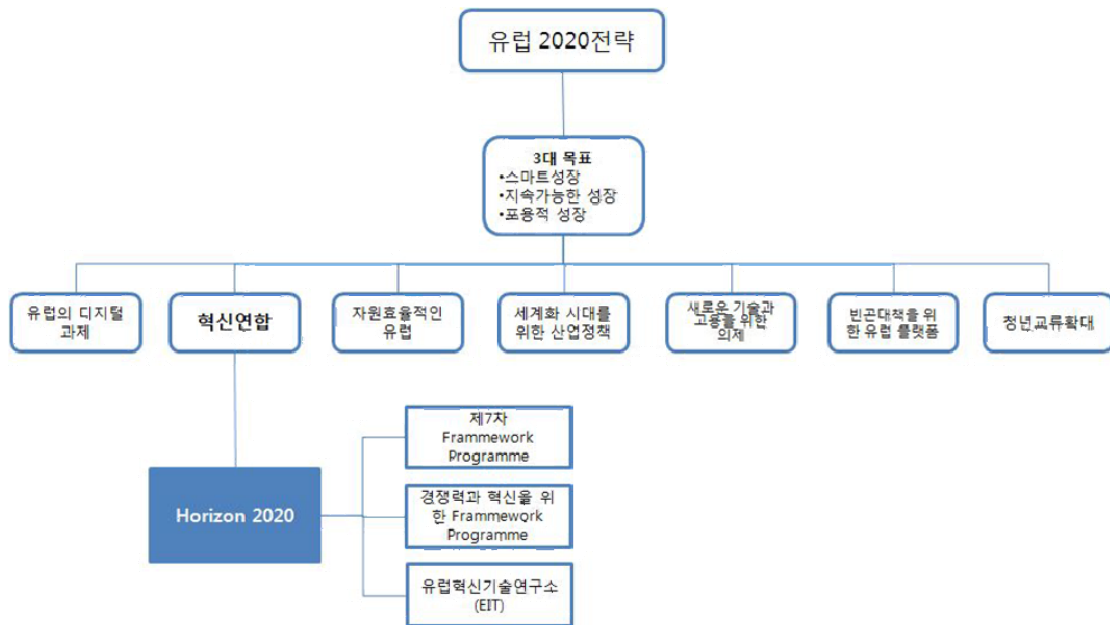 유럽 2020전략
3대 목표
•스마트성장
•지속가능한 성장
•포용적 성장
유럽의 디지털
과제
혁신연합
자원효율적인
유럽
세계화 시대를
위한 산업정책
새로운 기술과
고용을 위한
의제
빈곤대책을 위
한 유럽 플랫폼
청년교류확대
Horizon 2020
제7차
Frammework
Programme
경쟁력과 혁신을 위
한 Frammework
Programme
유럽혁신기술연구소
(EIT)